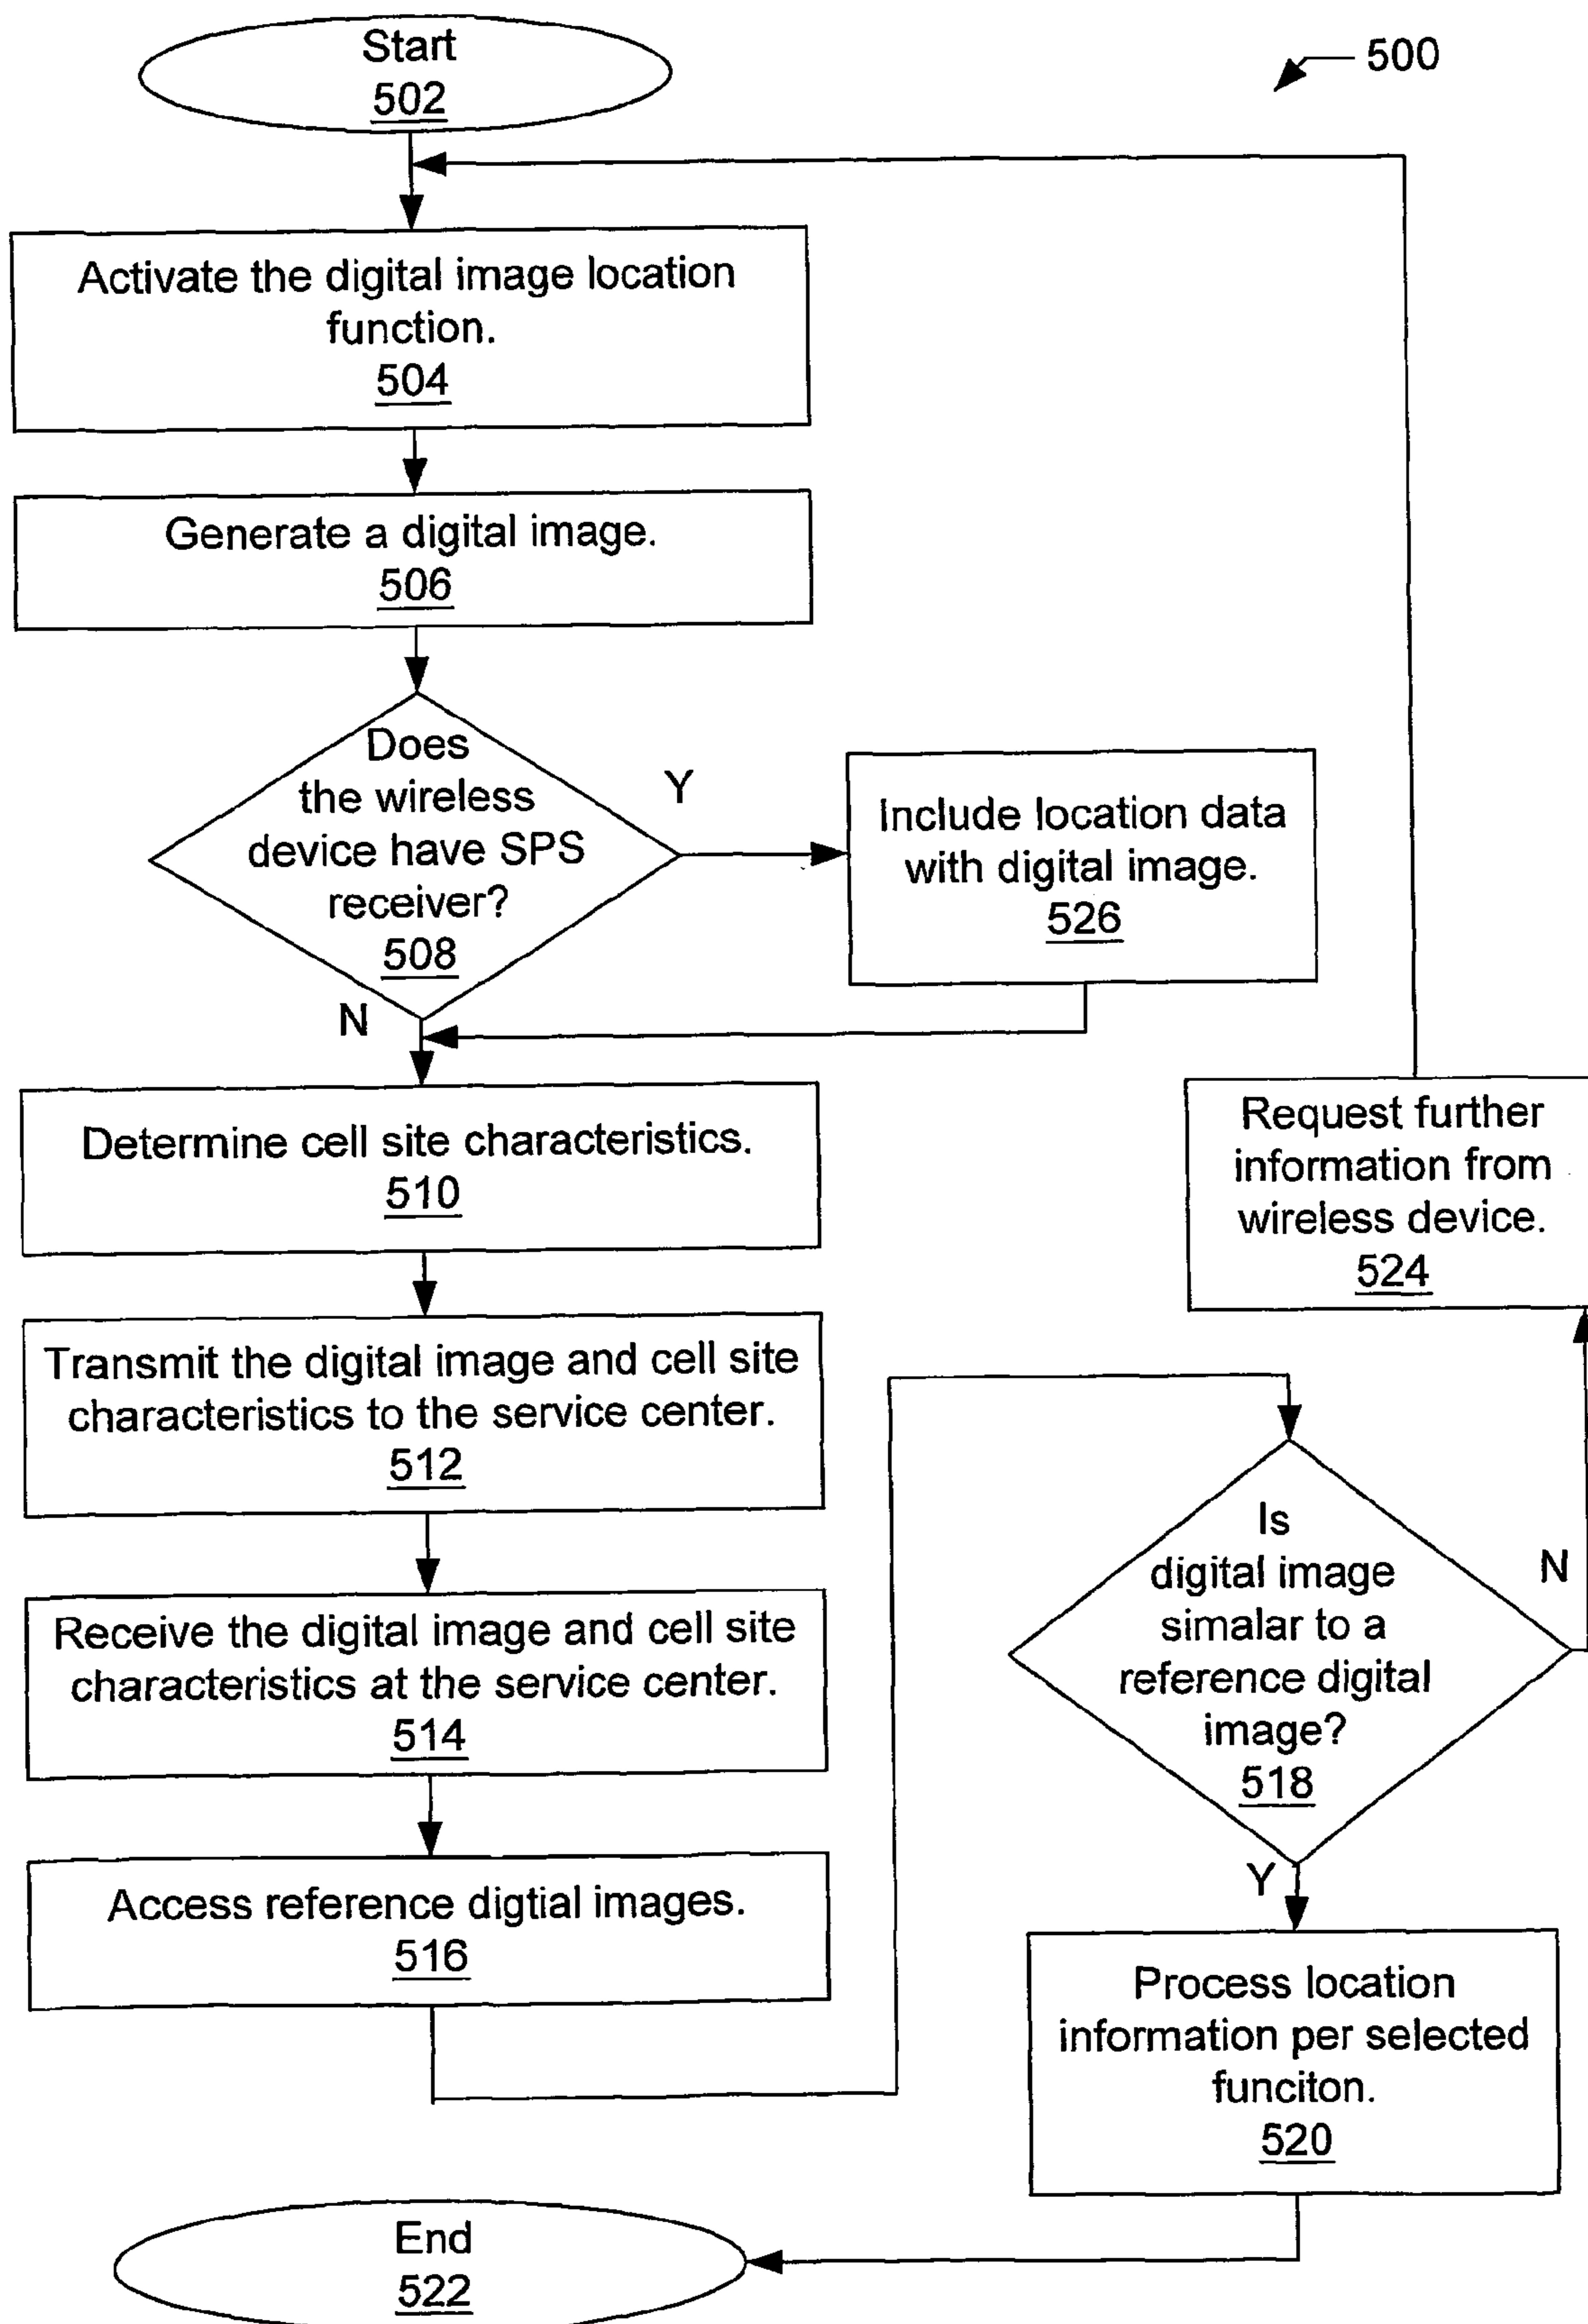 Start
502
500
Activate the digital image location
function.
504
Generate a digital image.
506
Does
the wireless
device have SPS
receiver?
508
Y
N
Include location data
with digital image.
526
Determine cell site characteristics.
510
Transmit the digital image and cell site
characteristics to the service center.
512
Receive the digital image and cell site
characteristics at the service center.
514
Access reference digtial images.
516
Request further
information from
wireless device.
524
Is
digital image
simalar to a
reference digital
image?
518
N
Y
Process location
information per selected
funciton.
520
End
522